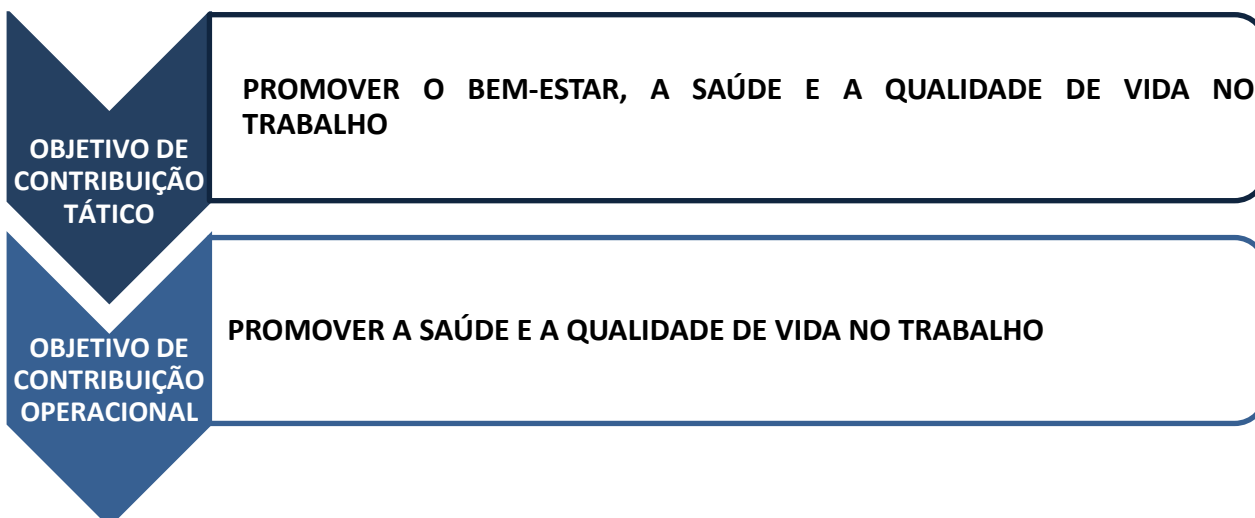 OBJETIVO DE
CONTRIBUIÇÃO
TÁTICO
PROMOVER O BEM-ESTAR, A SAÚDE E A QUALIDADE DE VIDA NO
TRABALHO
OBJETIVO DE
CONTRIBUIÇÃO
OPERACIONAL
PROMOVER A SAÚDE E A QUALIDADE DE VIDA NO TRABALHO